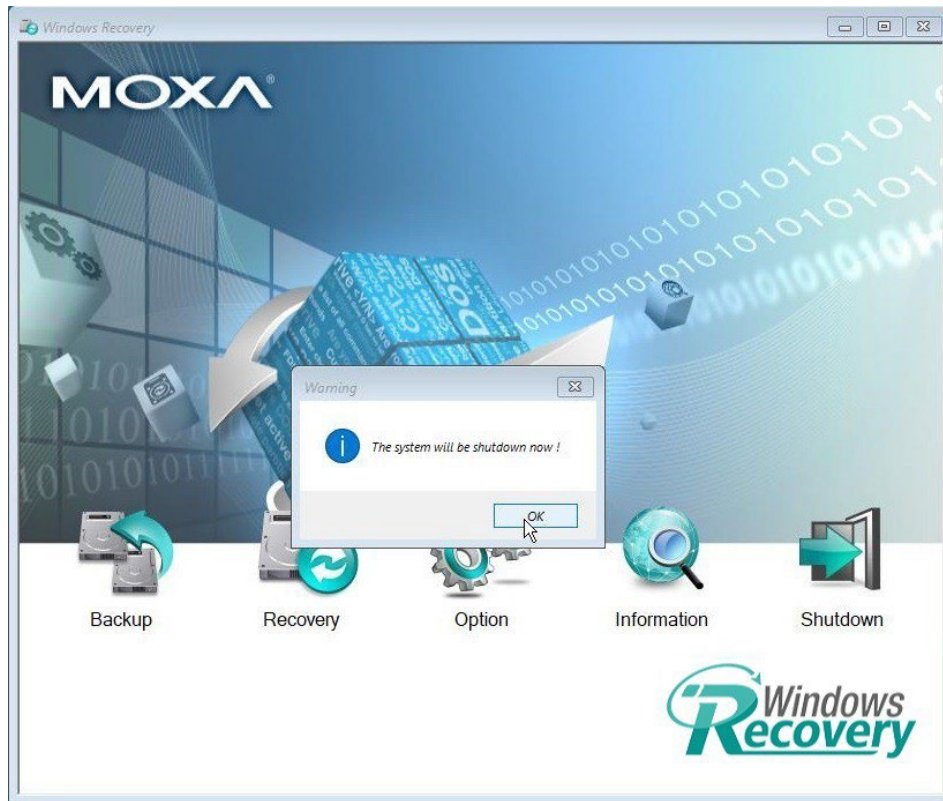 Windows Recovery
MOXA®
Warning
The system will be shutdown now !
OK
Backup
Recovery
Option
Information
Shutdown
Windows
Recovery